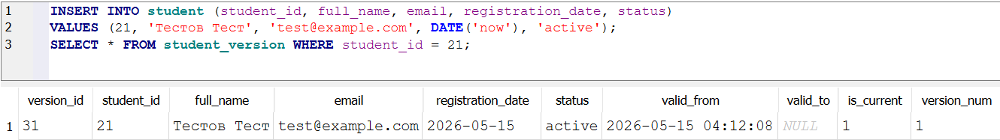 1 INSERT INTO student (student_id, full_name, email, registration_date, status)
2 VALUES (21, 'Тестов Тест', 'test@example.com', DATE('now'), 'active');
3 SELECT * FROM student_version WHERE student_id = 21;
version_id student_id full_name email registration_date status valid_from valid_to is_current version_num
1 31 21 Тестов Тест test@example.com 2026-05-15 active 2026-05-15 04:12:08 NULL 1 1